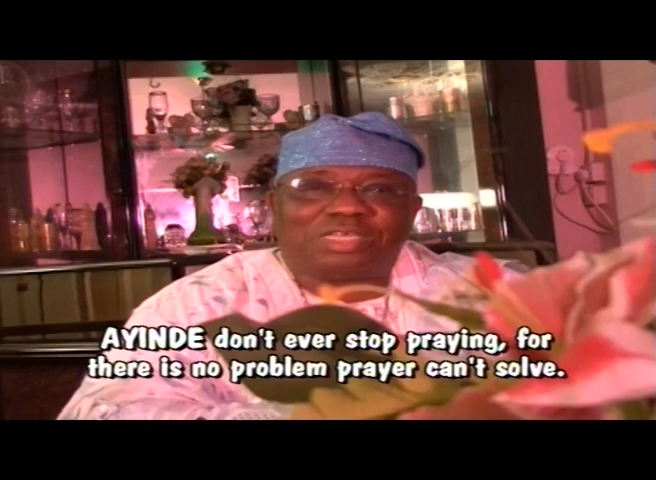 AYINDE don't ever stop praying, for
there is no problem prayer can't solve.